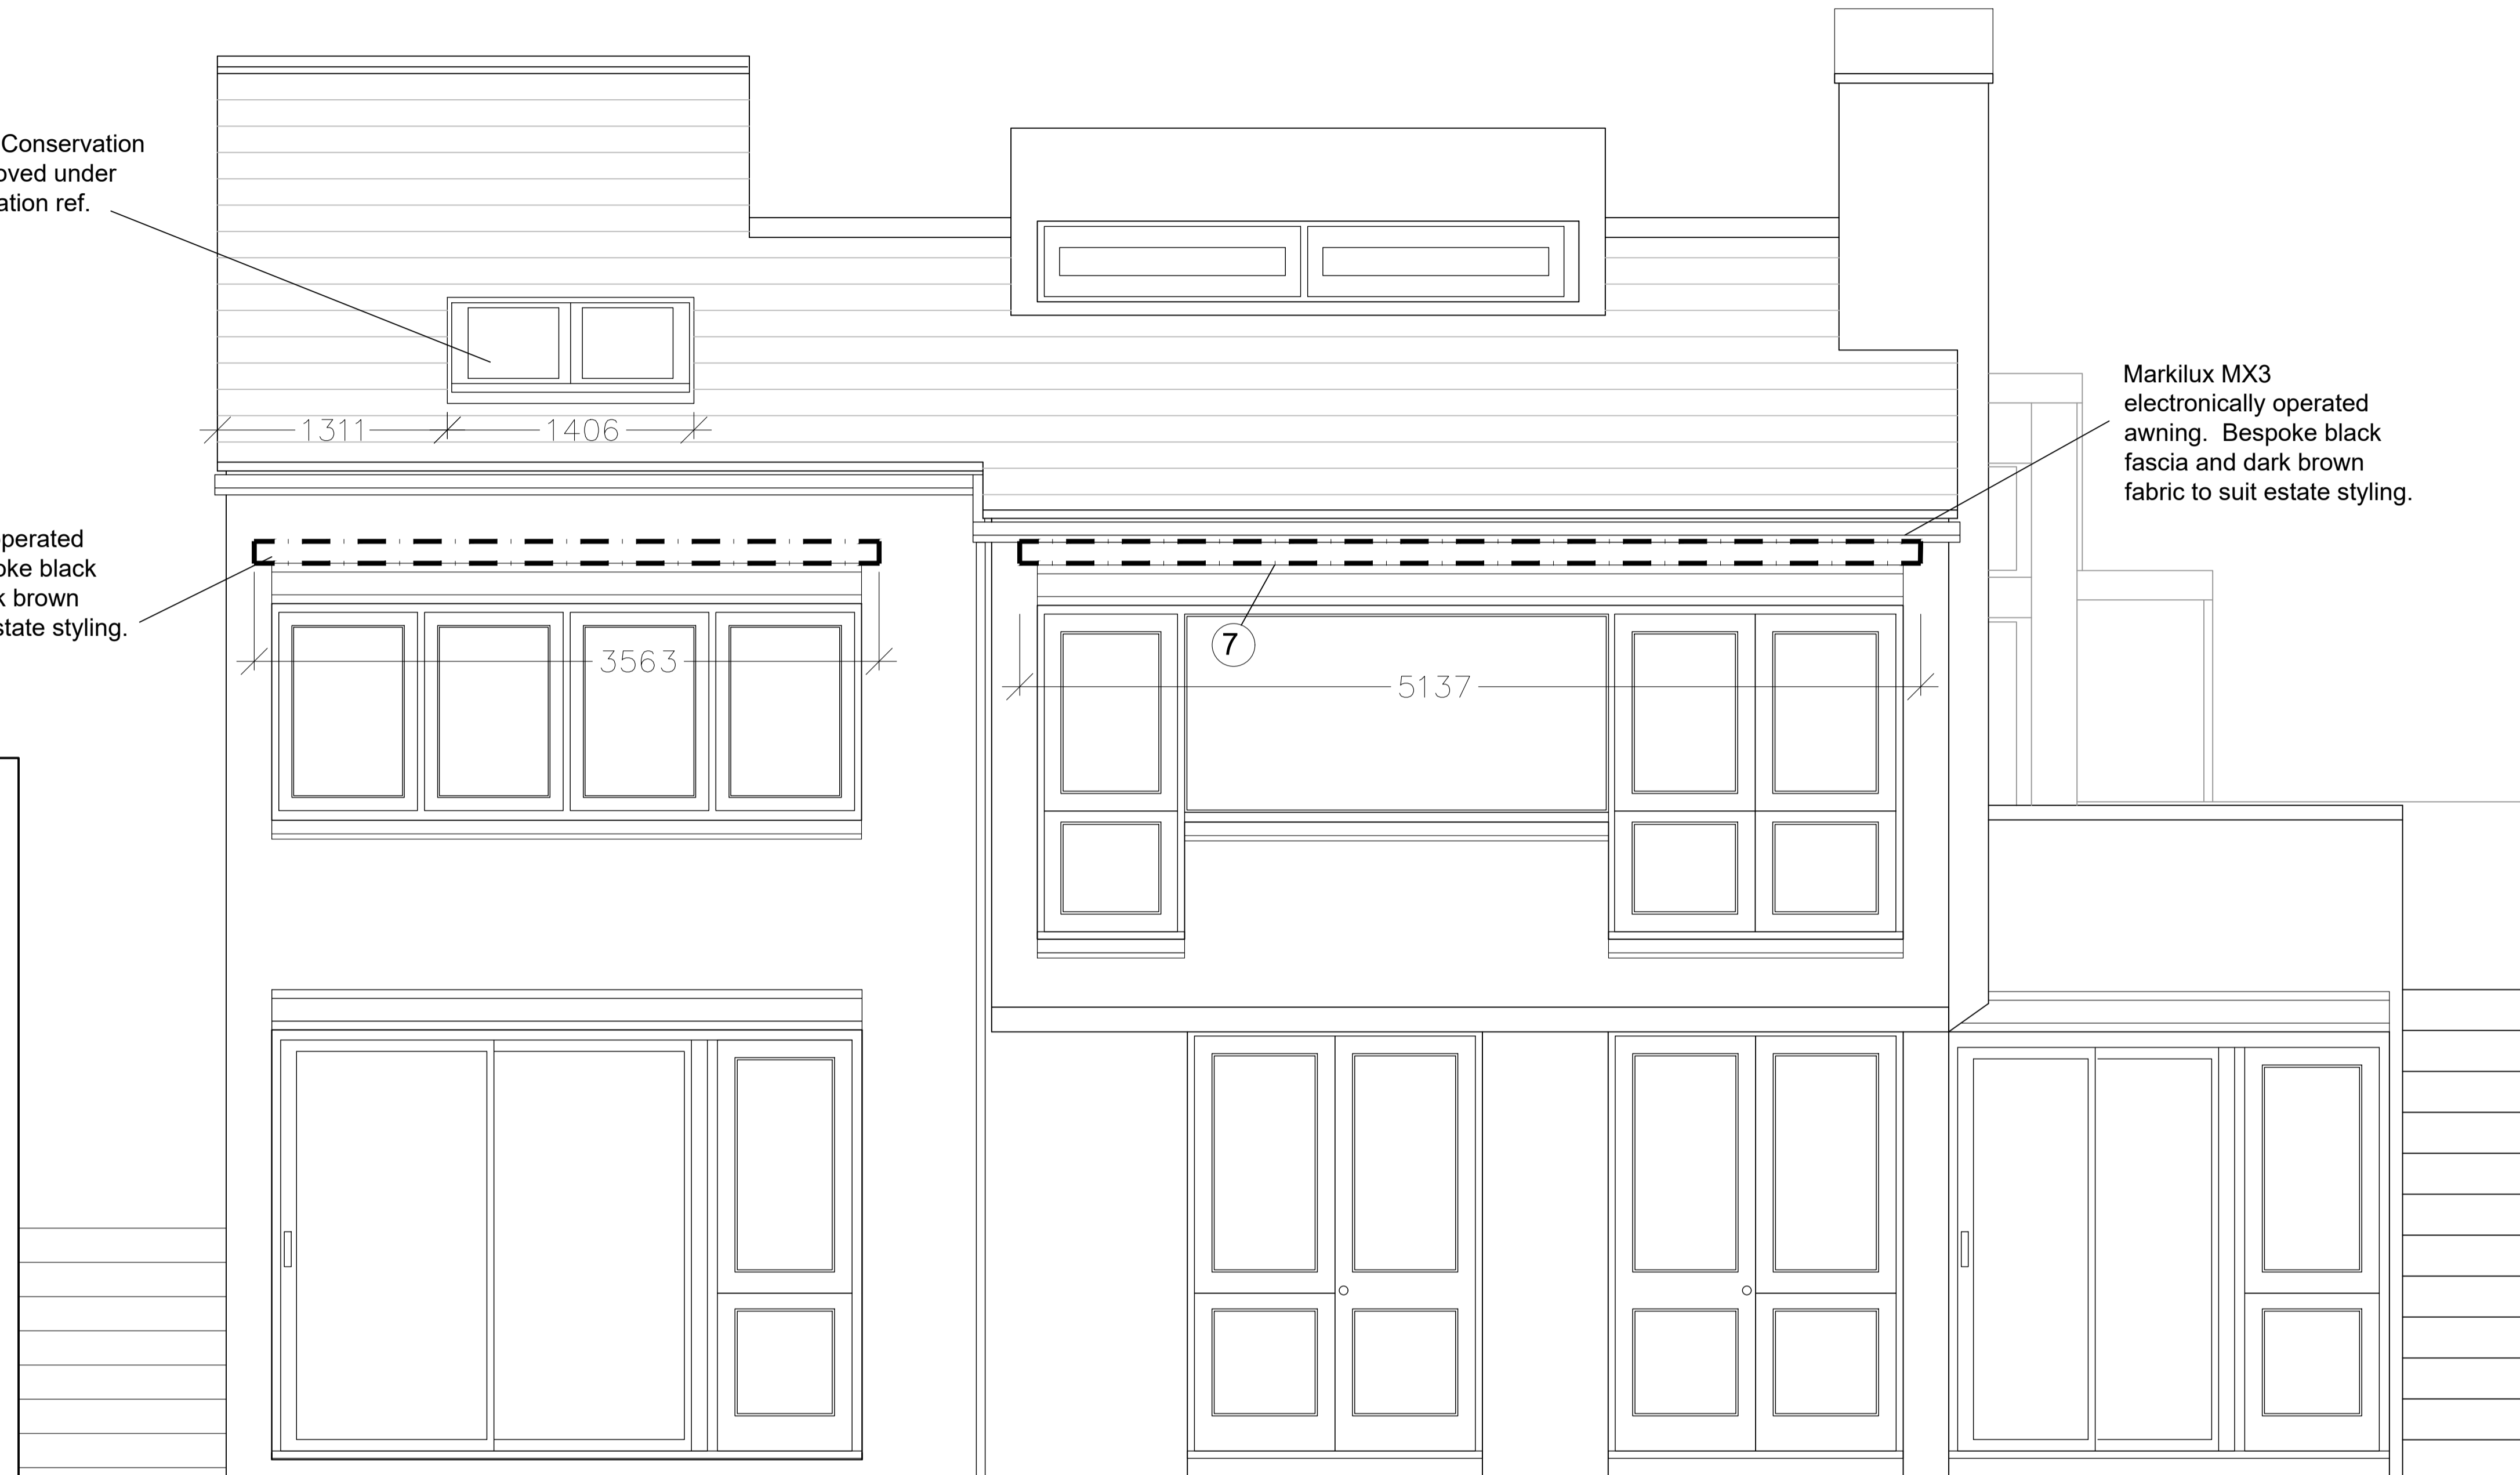 Conservation
oved under
ation ref.
1311
1406
Markilux MX3
electronically operated
awning.  Bespoke black
fascia and dark brown
fabric to suit estate styling.
perated
oke black
k brown
state styling.
3563
7
5137